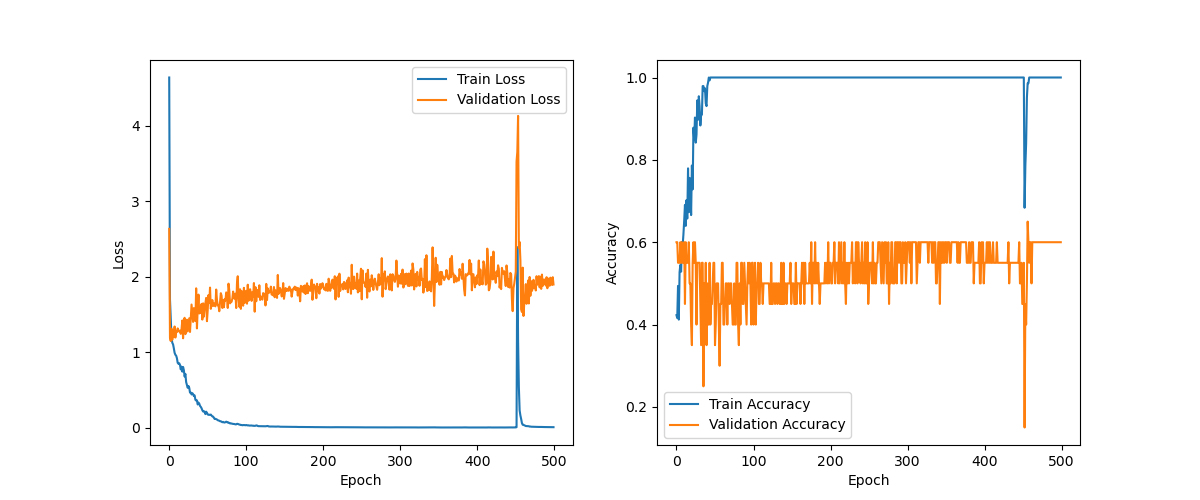 Train Loss
Validation Loss
4
3
2
1
0
Loss
0 100 200 300 400 500
Epoch
1.0
0.8
0.6
0.4
0.2
Accuracy
Train Accuracy
Validation Accuracy
0 100 200 300 400 500
Epoch